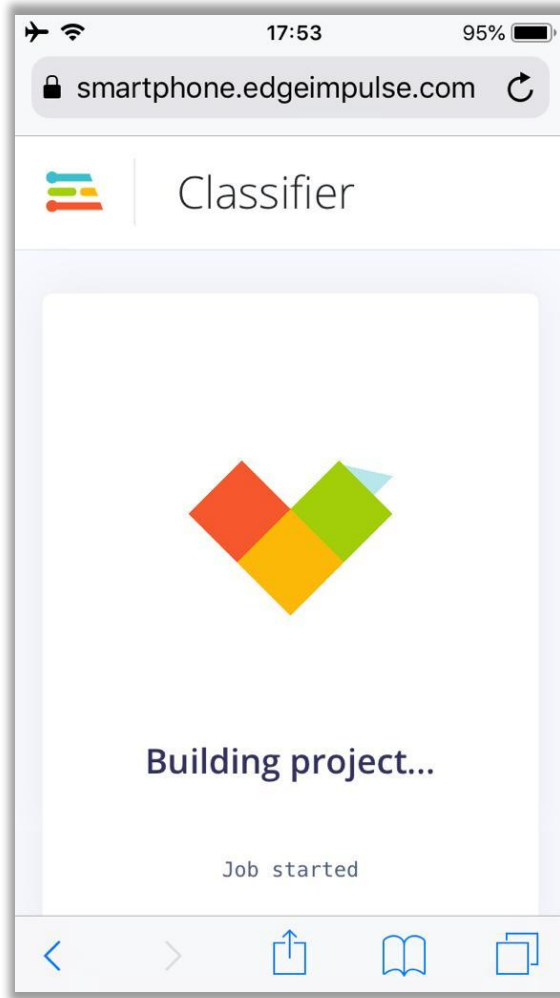 17:53
95%
smartphone.edgeimpulse.com
Classifier
Building project...
Job started